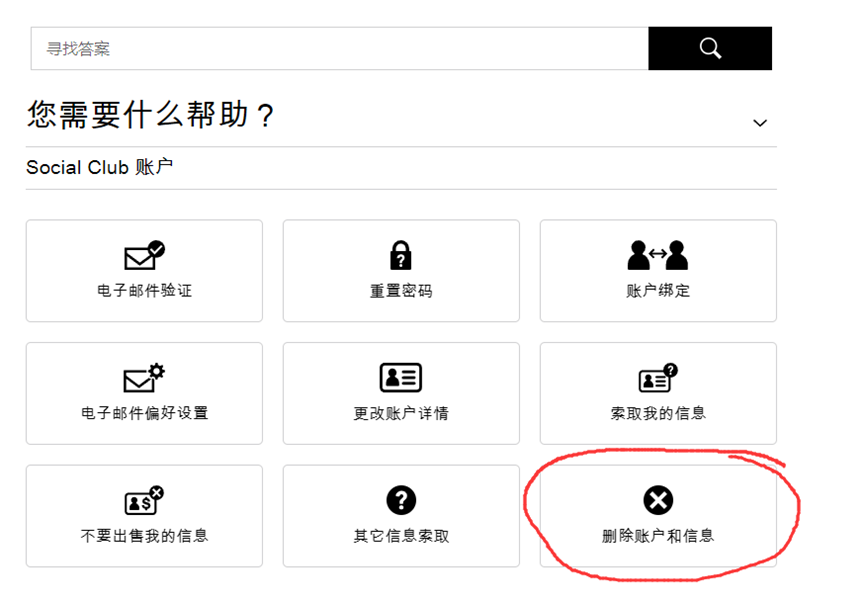 寻找答案
您需要什么帮助？
Social Club 账户
电子邮件验证
重置密码
账户绑定
电子邮件偏好设置
更改账户详情
索取我的信息
不要出售我的信息
其它信息索取
删除账户和信息